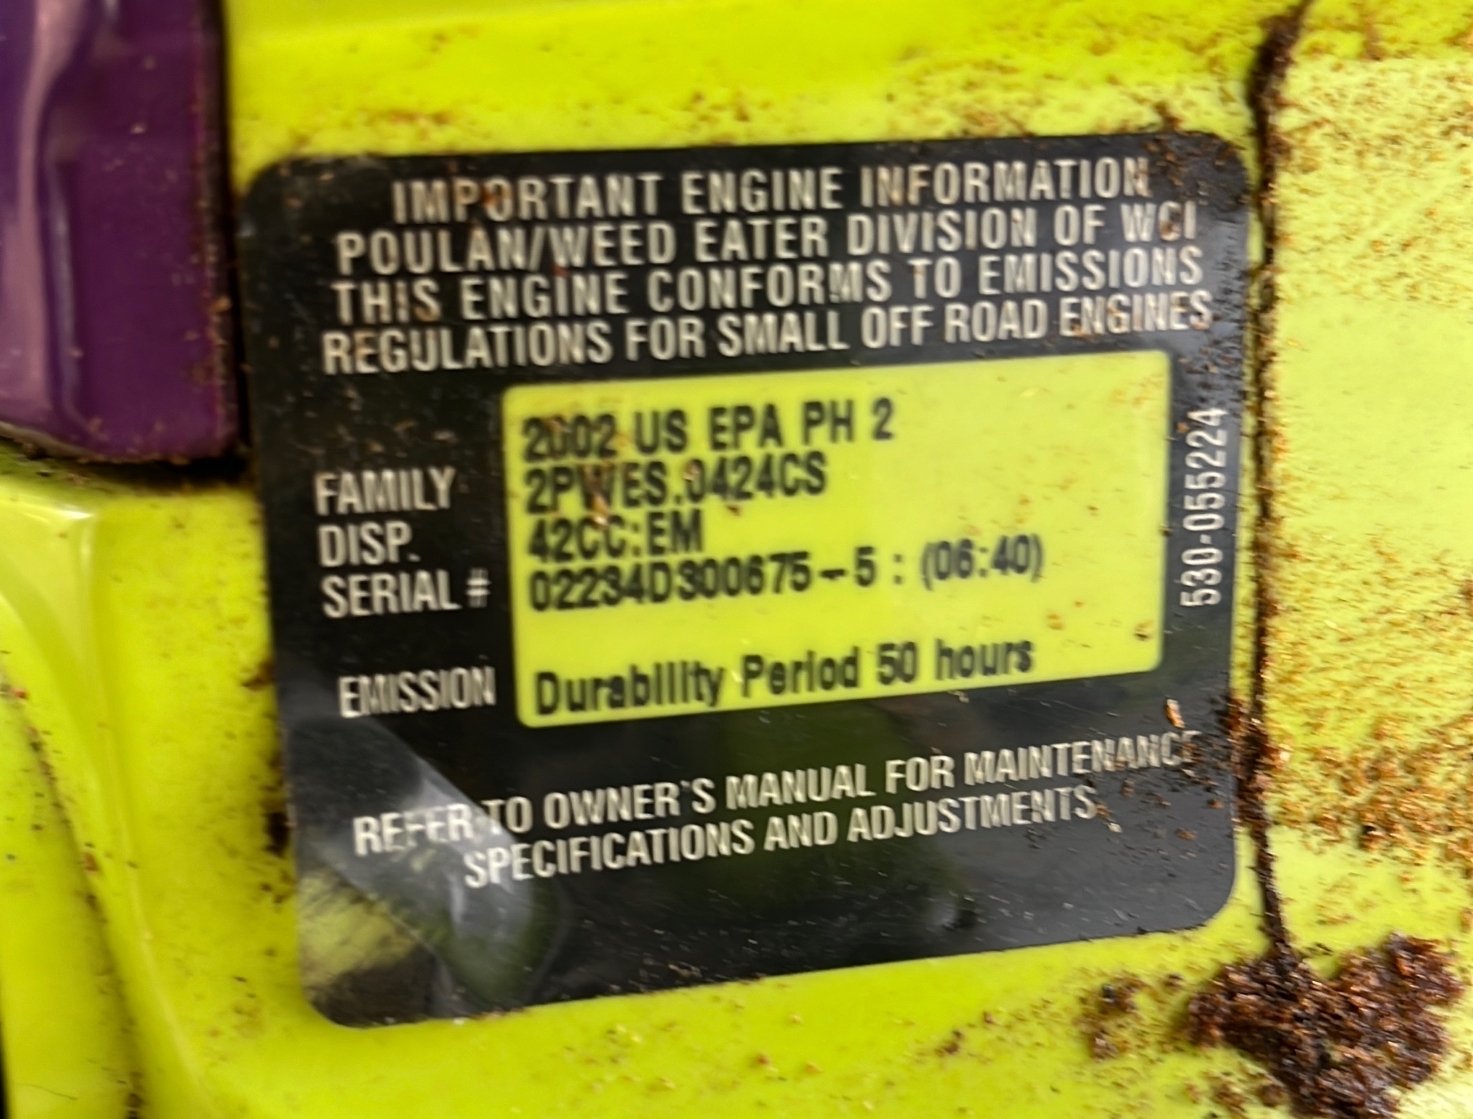 IMPORTANT ENGINE INFORMATION
POULAN/WEED EATER DIVISION OF WCI
THIS ENGINE CONFORMS TO EMISSIONS
REGULATIONS FOR SMALL OFF ROAD ENGINES
2002 US EPA PH 2
FAMILY 2PWES.0424CS
DISP. 42CC:EM
SERIAL # 02234D300675-5 : (06:40)
EMISSION Durability Period 50 hours
530-055224
REFER TO OWNER'S MANUAL FOR MAINTENANCE
SPECIFICATIONS AND ADJUSTMENTS.